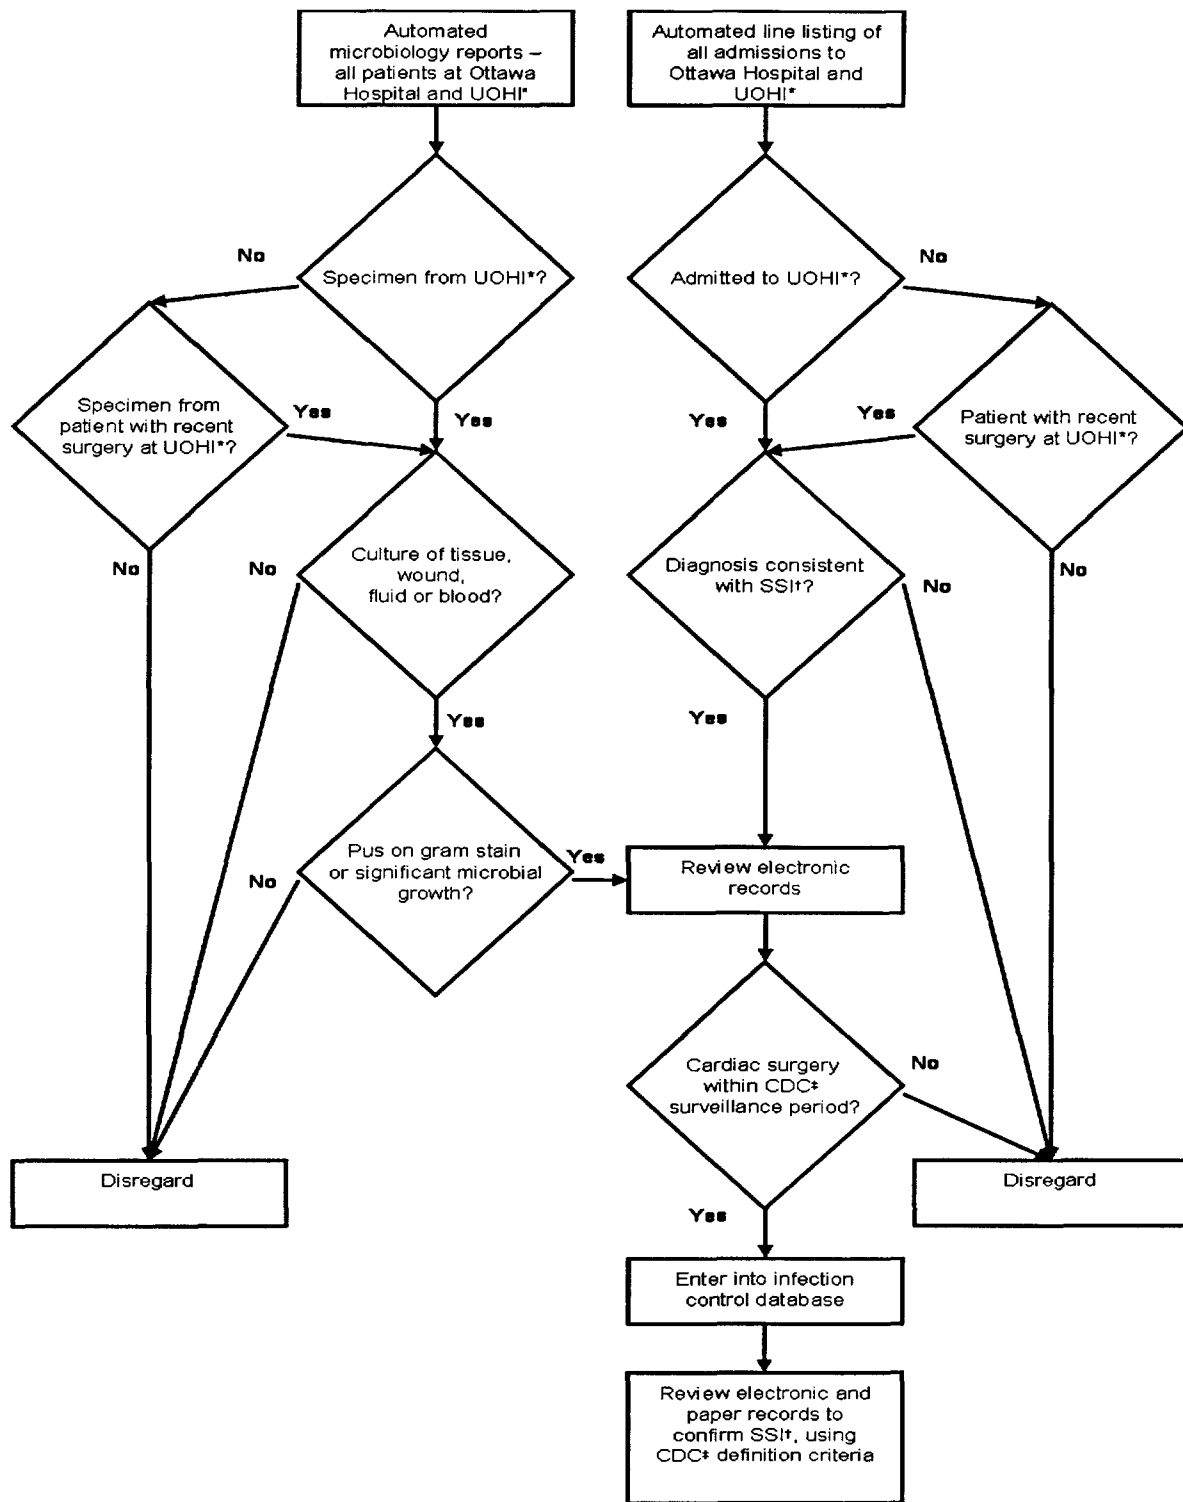 Automated
microbiology reports –
all patients at Ottawa
Hospital and UOHI*
Automated line listing of
all admissions to
Ottawa Hospital and
UOHI*
No
Specimen from UOHI*?
Admitted to UOHI*?
No
Specimen from
patient with recent
surgery at UOHI*?
Yes
Yes
Yes
Yes
Patient with recent
surgery at UOHI*?
No
No
Culture of tissue,
wound,
fluid or blood?
Diagnosis consistent
with SSI†?
No
No
Yes
Yes
No
Pus on gram stain
or significant microbial
growth?
Yes
Review electronic
records
Cardiac surgery
within CDC‡
surveillance period?
No
Disregard
Disregard
Yes
Enter into infection
control database
Review electronic and
paper records to
confirm SSI†, using
CDC‡ definition criteria